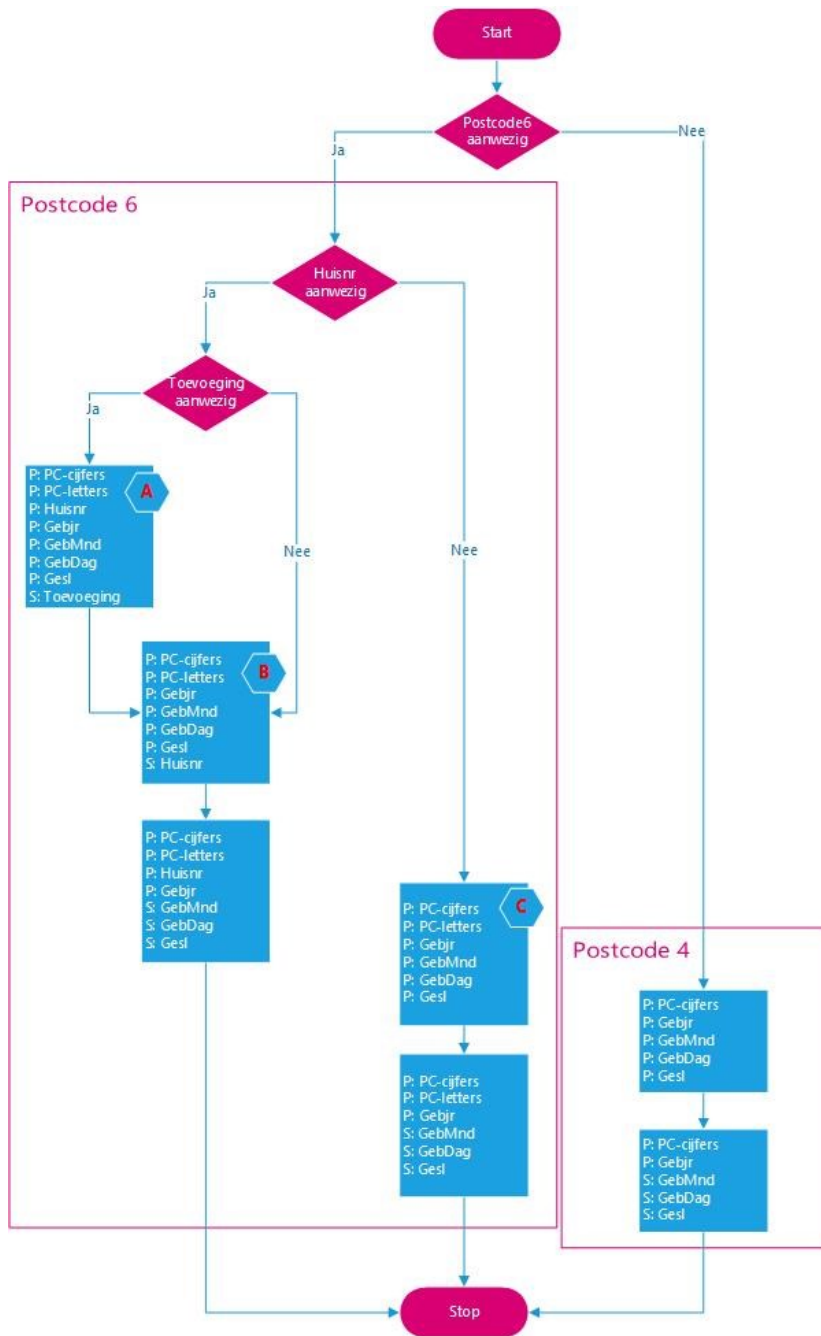 Start
Postcode6
aanwezig
Ja
Nee
Postcode 6
Huisnr
aanwezig
Ja
Toevoeging
aanwezig
Ja
Nee
Nee
P: PC-cijfers
P: PC-letters
P: Huisnr
P: Gebjr
P: GebMnd
P: GebDag
P: Gesl
S: Toevoeging
A
P: PC-cijfers
P: PC-letters
P: Gebjr
P: GebMnd
P: GebDag
P: Gesl
S: Huisnr
B
P: PC-cijfers
P: PC-letters
P: Huisnr
P: Gebjr
S: GebMnd
S: GebDag
S: Gesl
P: PC-cijfers
P: PC-letters
P: Gebjr
P: GebMnd
P: GebDag
P: Gesl
C
P: PC-cijfers
P: PC-letters
P: Gebjr
S: GebMnd
S: GebDag
S: Gesl
Postcode 4
P: PC-cijfers
P: Gebjr
P: GebMnd
P: GebDag
P: Gesl
P: PC-cijfers
P: Gebjr
S: GebMnd
S: GebDag
S: Gesl
Stop